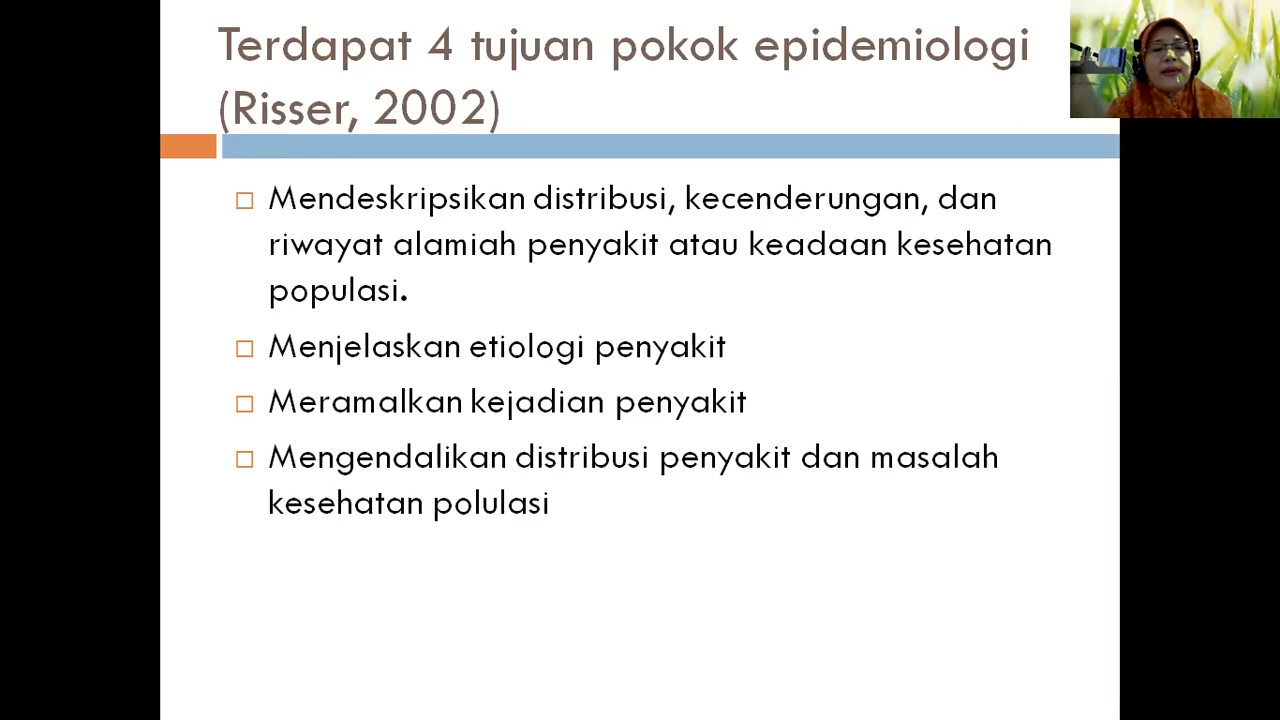 Terdapat 4 tujuan pokok epidemiologi
(Risser, 2002)
Mendeskripsikan distribusi, kecenderungan, dan
riwayat alamiah penyakit atau keadaan kesehatan
populasi.
Menjelaskan etiologi penyakit
Meramalkan kejadian penyakit
Mengendalikan distribusi penyakit dan masalah
kesehatan polulasi